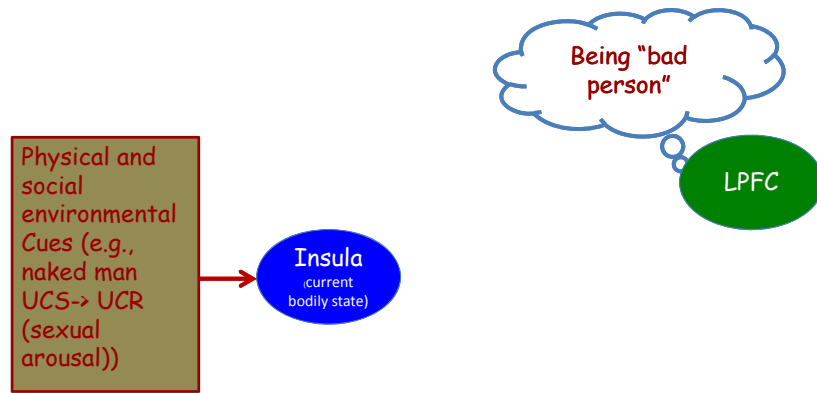 Being “bad
person”
LPFC
Physical and
social
environmental
Cues (e.g.,
naked man
UCS-> UCR
(sexual
arousal))
Insula
(current
bodily state)